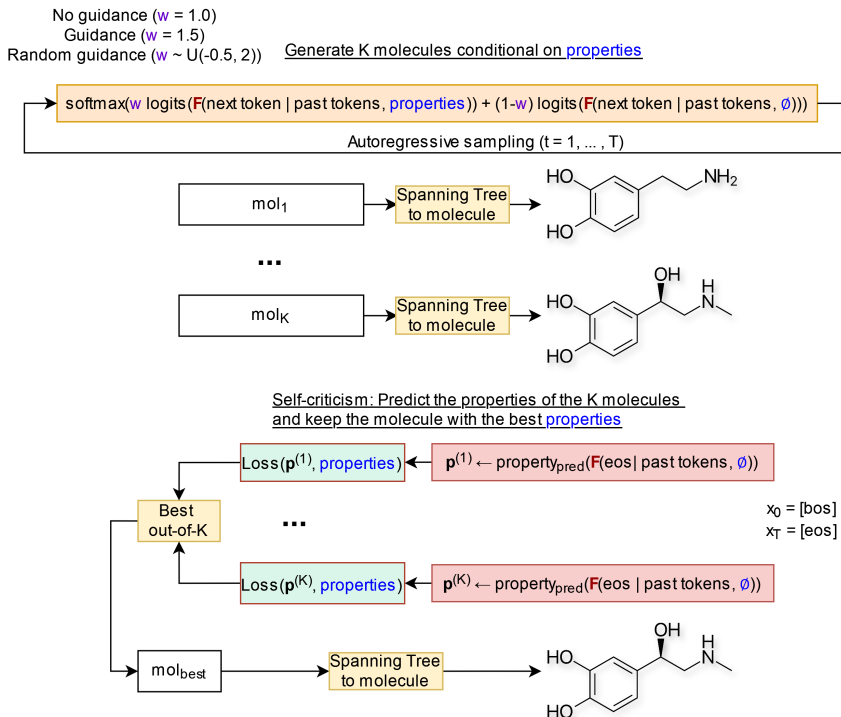 No guidance (w = 1.0)
Guidance (w = 1.5)
Random guidance (w ~ U(-0.5, 2))
Generate K molecules conditional on properties
softmax(w logits(F(next token | past tokens, properties)) + (1-w) logits(F(next token | past tokens, ∅)))
Autoregressive sampling (t = 1, ... , T)
mol₁
Spanning Tree
to molecule
HO
HO
NH₂
...
mol_K
Spanning Tree
to molecule
HO
HO
OH
H
N
Self-criticism: Predict the properties of the K molecules
and keep the molecule with the best properties
Loss(p⁽¹⁾, properties)
p⁽¹⁾ ← property_pred(F(eos| past tokens, ∅))
Best
out-of-K
...
x₀ = [bos]
x_T = [eos]
Loss(p⁽ᴷ⁾, properties)
p⁽ᴷ⁾ ← property_pred(F(eos | past tokens, ∅))
mol_best
Spanning Tree
to molecule
HO
HO
OH
H
N